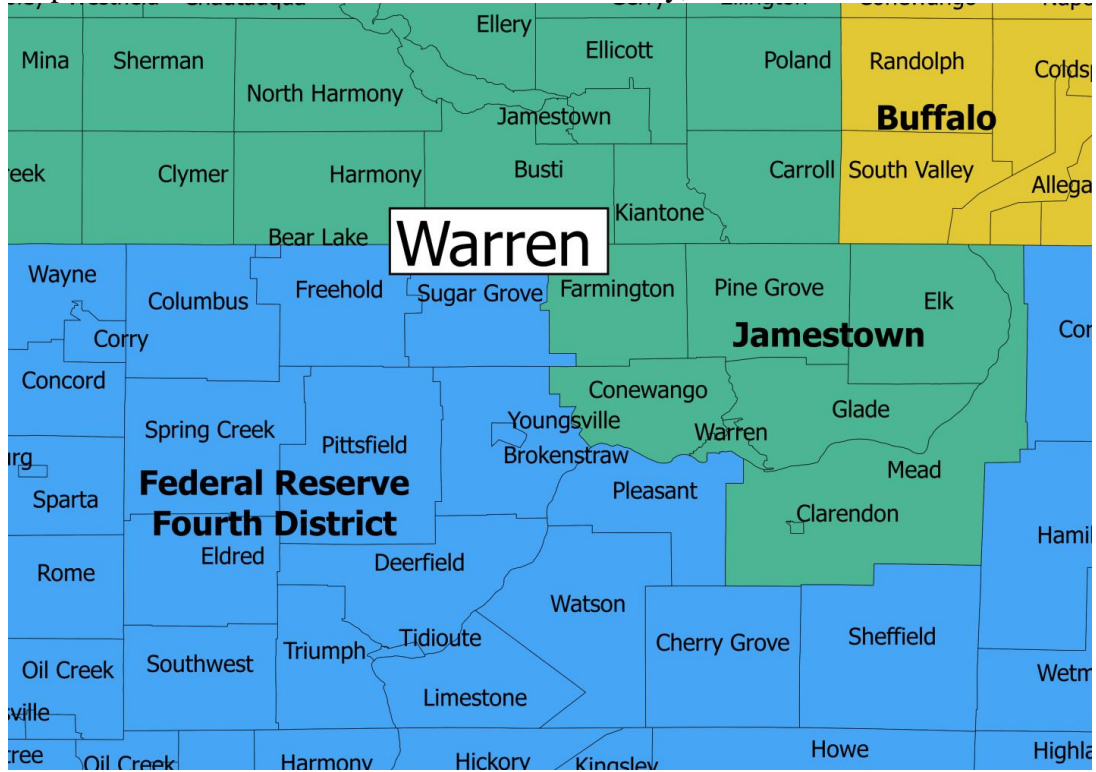 Ellery
Mina Sherman Ellicott Poland Randolph
North Harmony
Jamestown Buffalo
Clymer Harmony Busti Carroll South Valley
Kiantone
Bear Lake Warren
Wayne Columbus Freehold Sugar Grove Farmington Pine Grove Elk
Corry Jamestown
Concord Conewango
Spring Creek Pittsfield Youngsville Warren Glade
Brokenstraw
Sparta Federal Reserve Pleasant Mead
Fourth District Clarendon
Rome Eldred Deerfield
Watson
Oil Creek Southwest Triumph Tidioute Cherry Grove Sheffield
Limestone
Oil Creek Harmony Hickory Kingsley Howe